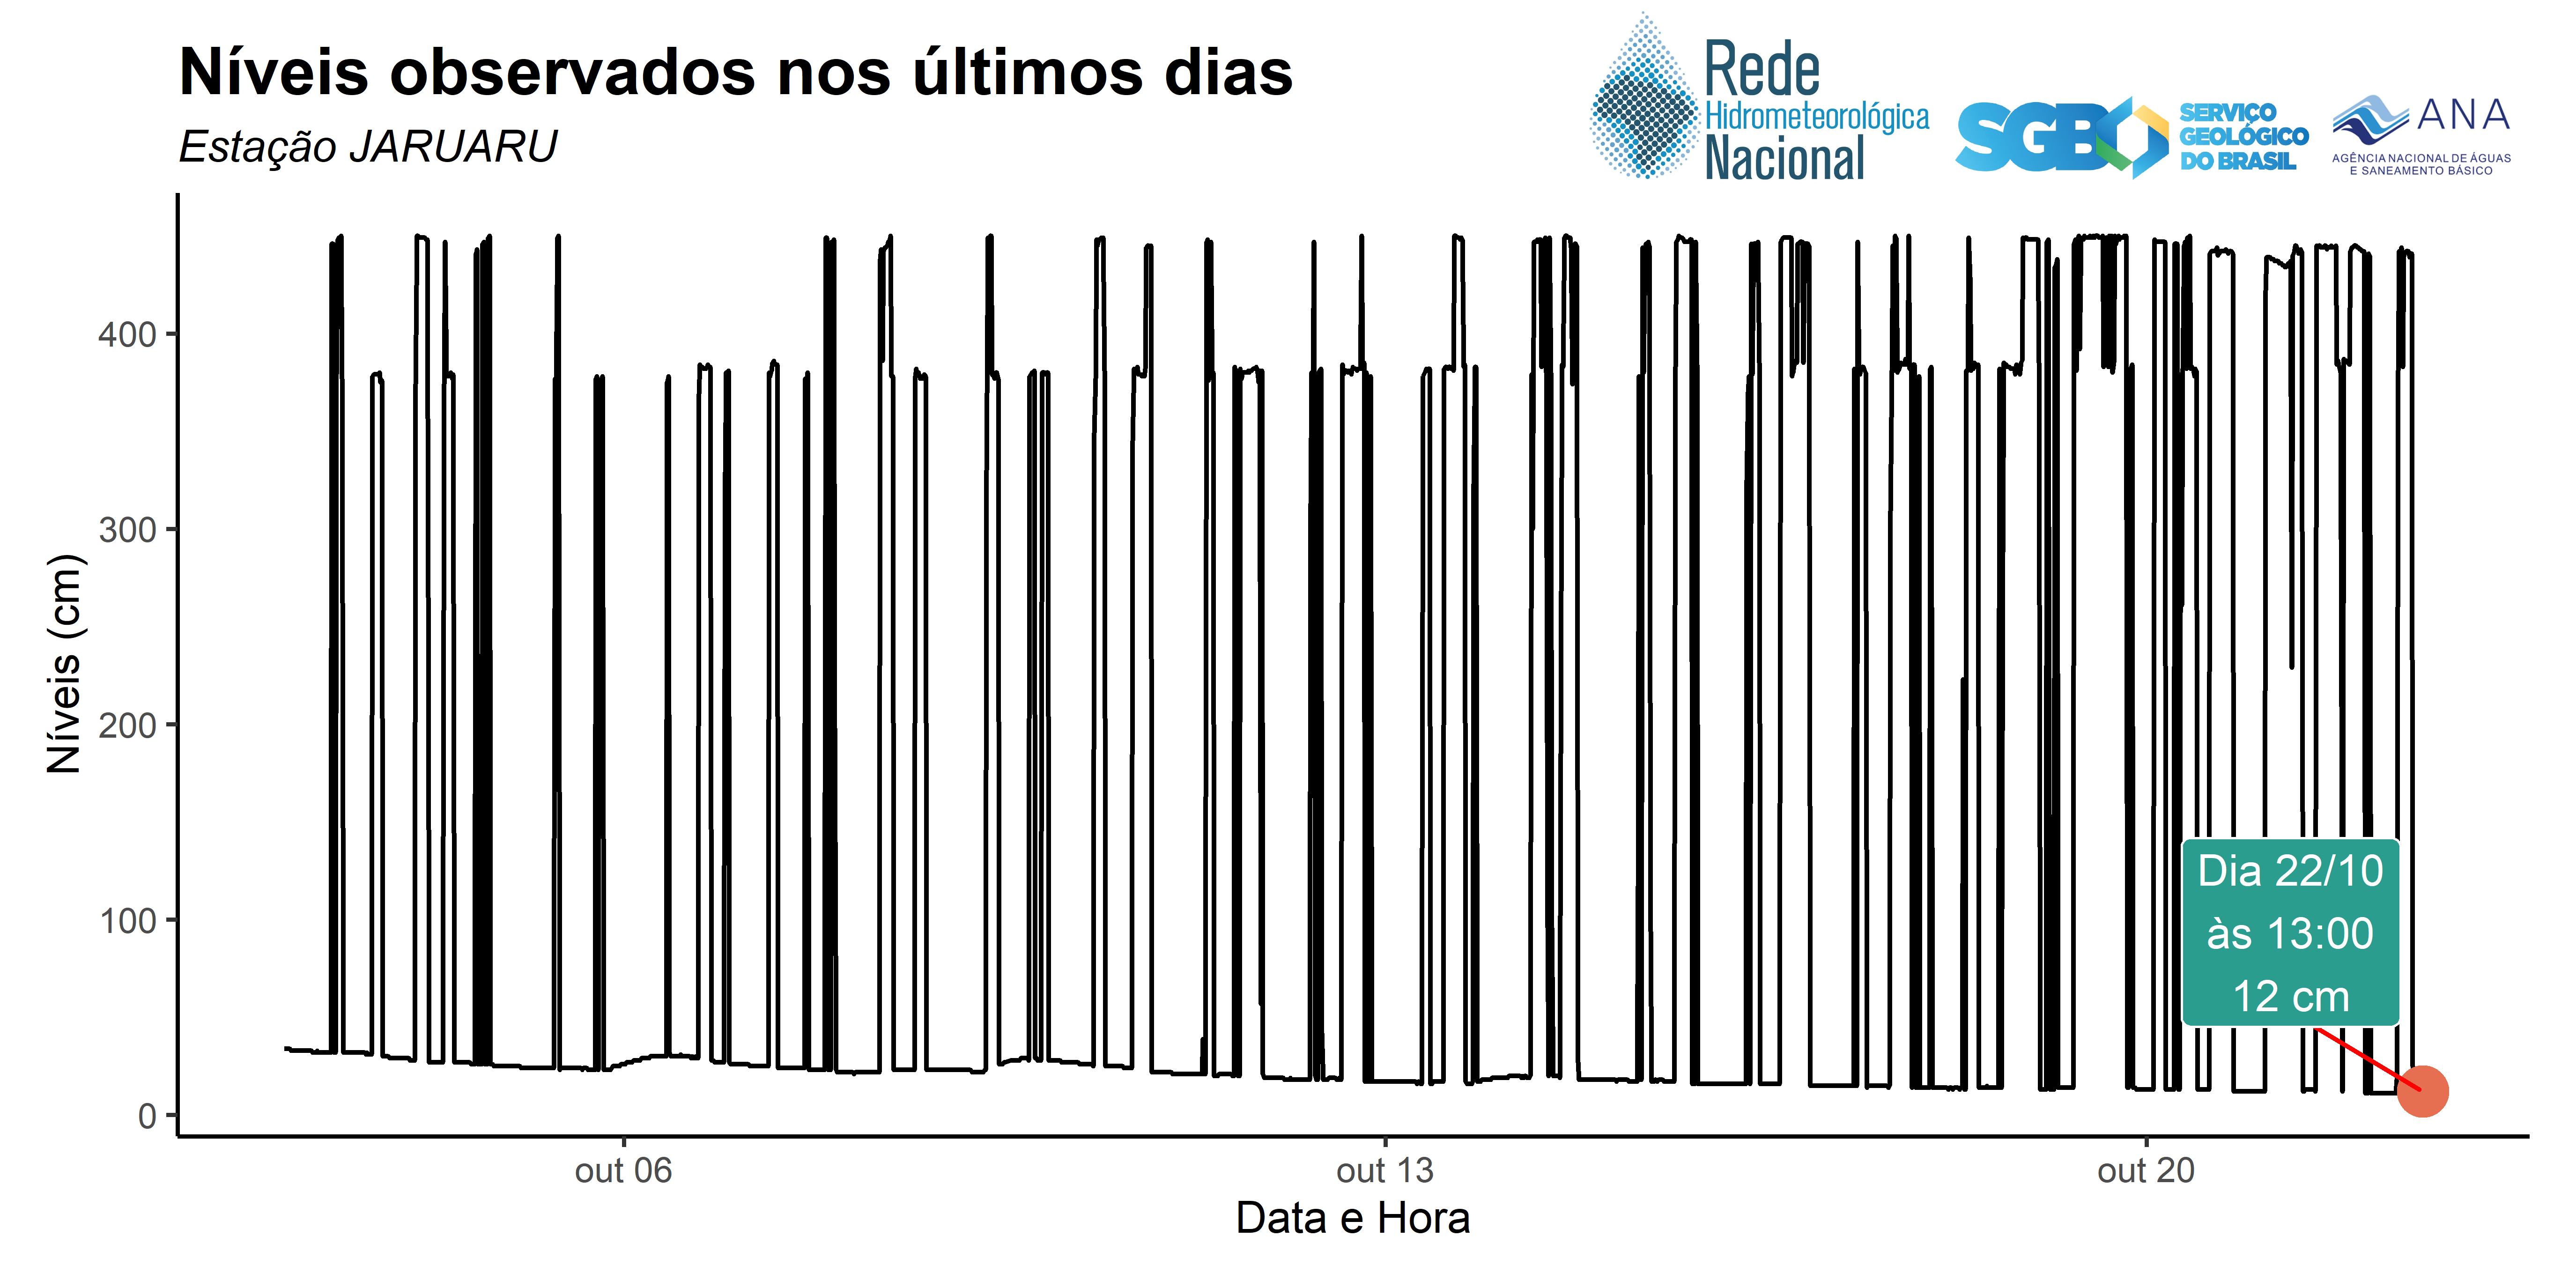 Níveis observados nos últimos dias
Estação JARUARU
Rede
Hidrometeorológica
Nacional
SGB
SERVIÇO
GEOLÓGICO
DO BRASIL
ANA
AGÊNCIA NACIONAL DE ÁGUAS
E SANEAMENTO BÁSICO
Níveis (cm)
400
300
200
100
0
Dia 22/10
às 13:00
12 cm
out 06
out 13
out 20
Data e Hora